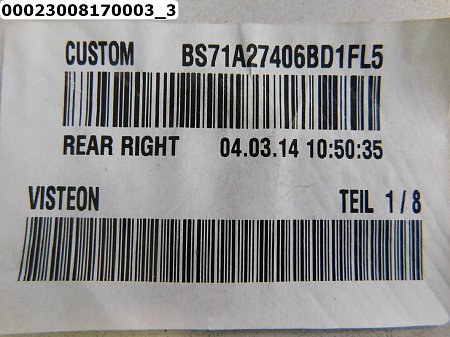 00023008170003_3
CUSTOM BS71A27406BD1FL5
REAR RIGHT 04.03.14 10:50:35
VISTEON TEIL 1 / 8